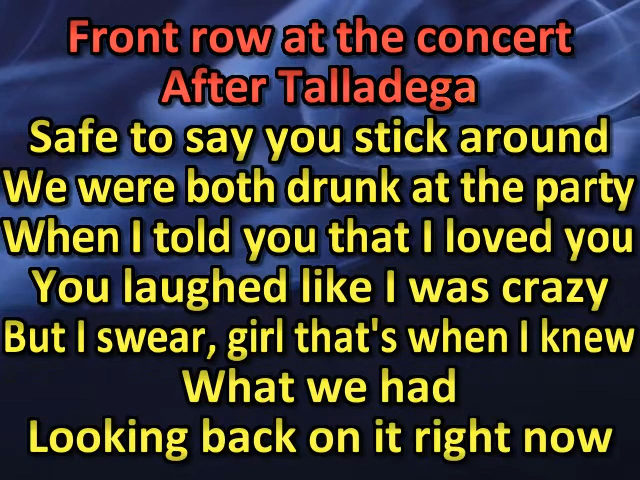 Front row at the concert
After Talladega
Safe to say you stick around
We were both drunk at the party
When I told you that I loved you
You laughed like I was crazy
But I swear, girl that's when I knew
What we had
Looking back on it right now